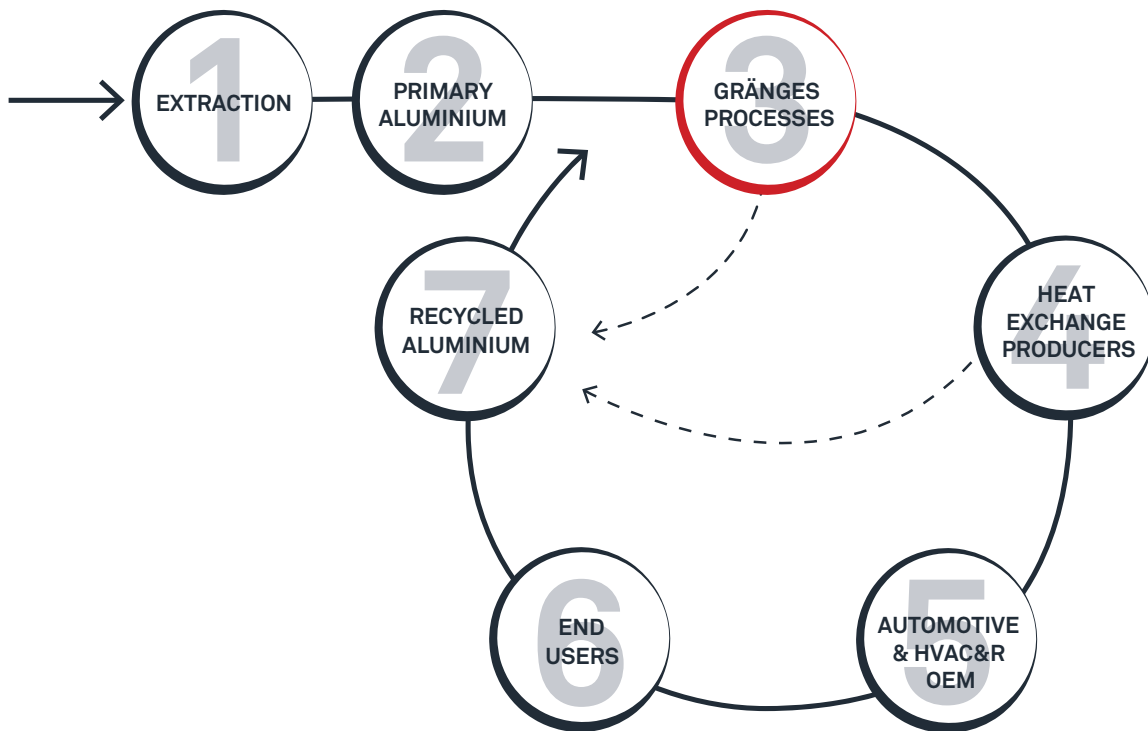 1
EXTRACTION
2
PRIMARY
ALUMINIUM
3
GRÄNGES
PROCESSES
4
HEAT
EXCHANGE
PRODUCERS
5
AUTOMOTIVE
& HVAC&R
OEM
6
END
USERS
7
RECYCLED
ALUMINIUM